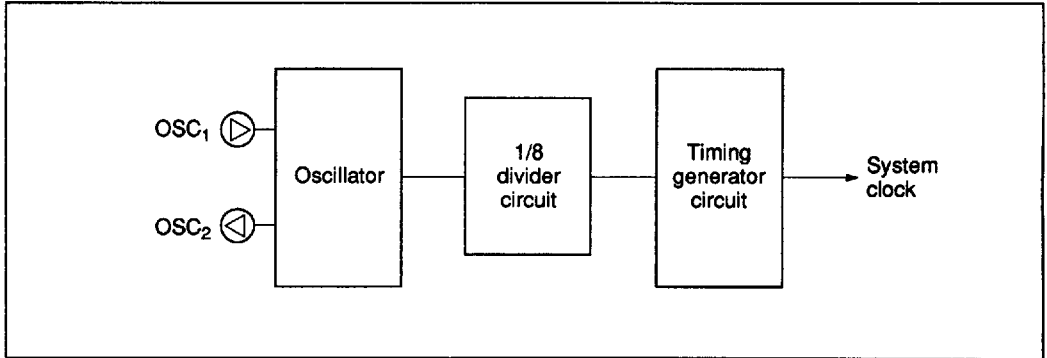 OSC₁
OSC₂
Oscillator
1/8
divider
circuit
Timing
generator
circuit
System
clock